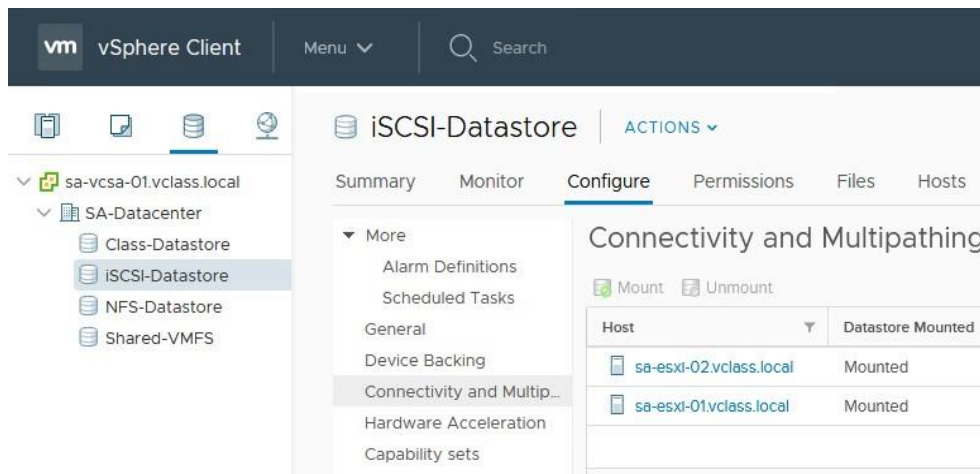 vm vSphere Client Menu Search
iSCSI-Datastore ACTIONS
sa-vcsa-01.vclass.local
SA-Datacenter
Class-Datastore
iSCSI-Datastore
NFS-Datastore
Shared-VMFS
Summary Monitor Configure Permissions Files Hosts
More
Alarm Definitions
Scheduled Tasks
General
Device Backing
Connectivity and Multip...
Hardware Acceleration
Capability sets
Connectivity and Multipathing
Mount Unmount
Host Datastore Mounted
sa-esxi-02.vclass.local Mounted
sa-esxi-01.vclass.local Mounted